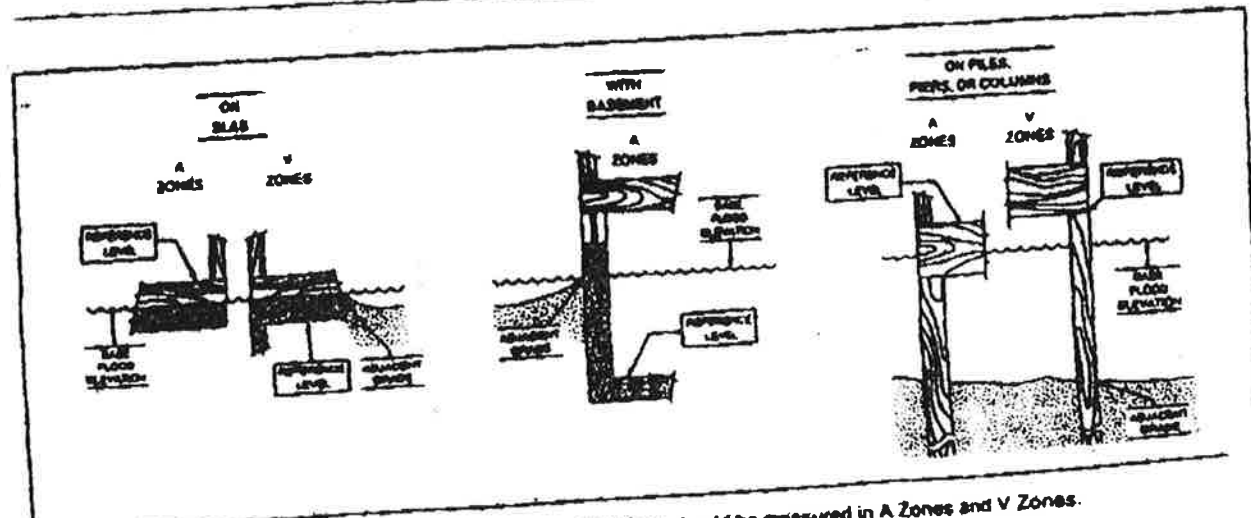 ON
SLAB
A
ZONES
V
ZONES
REFERENCE
LEVEL
BASE
FLOOD
ELEVATION
REFERENCE
LEVEL
ADJACENT
GRADE
WITH
BASEMENT
A
ZONES
BASE
FLOOD
ELEVATION
ADJACENT
GRADE
REFERENCE
LEVEL
ON PILES,
PIERS, OR COLUMNS
A
ZONES
V
ZONES
REFERENCE
LEVEL
REFERENCE
LEVEL
BASE
FLOOD
ELEVATION
ADJACENT
GRADE
be measured in A Zones and V Zones.